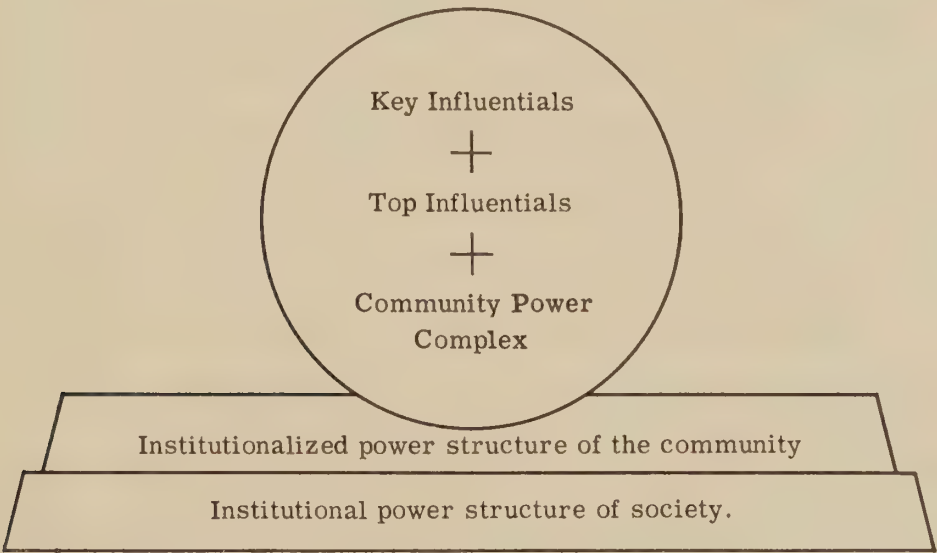 Key Influentials
+
Top Influentials
+
Community Power
Complex
Institutionalized power structure of the community
Institutional power structure of society.